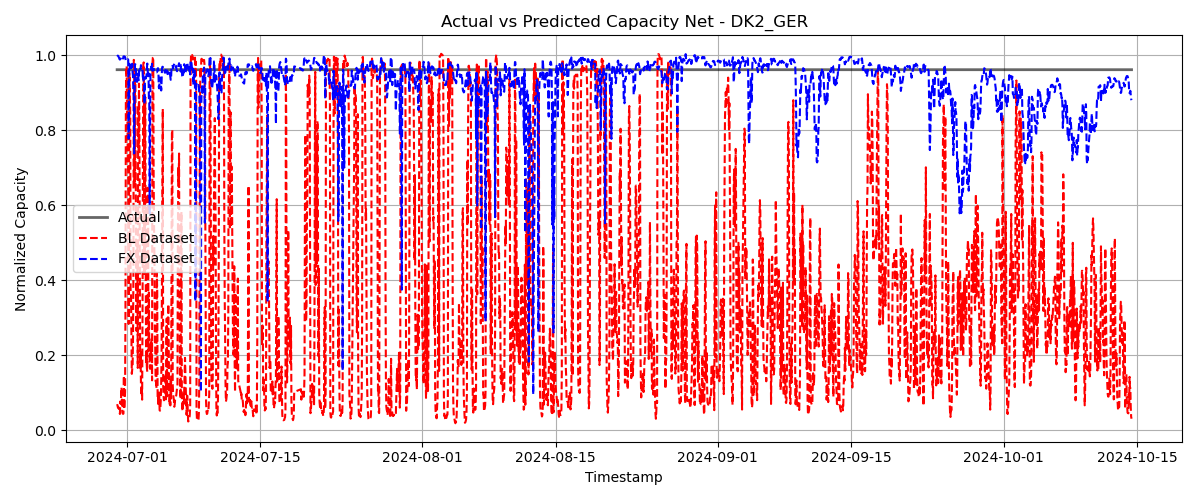 Actual vs Predicted Capacity Net - DK2_GER
Normalized Capacity
1.0
0.8
0.6
0.4
0.2
0.0
Actual
BL Dataset
FX Dataset
2024-07-01 2024-07-15 2024-08-01 2024-08-15 2024-09-01 2024-09-15 2024-10-01 2024-10-15
Timestamp